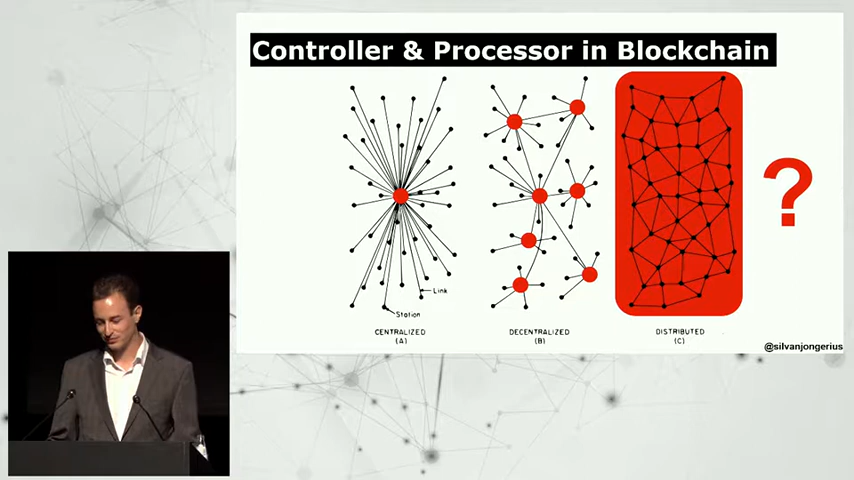 Controller & Processor in Blockchain
?
Link
Station
CENTRALIZED
(A)
DECENTRALIZED
(B)
DISTRIBUTED
(C)
@silvanjongerius